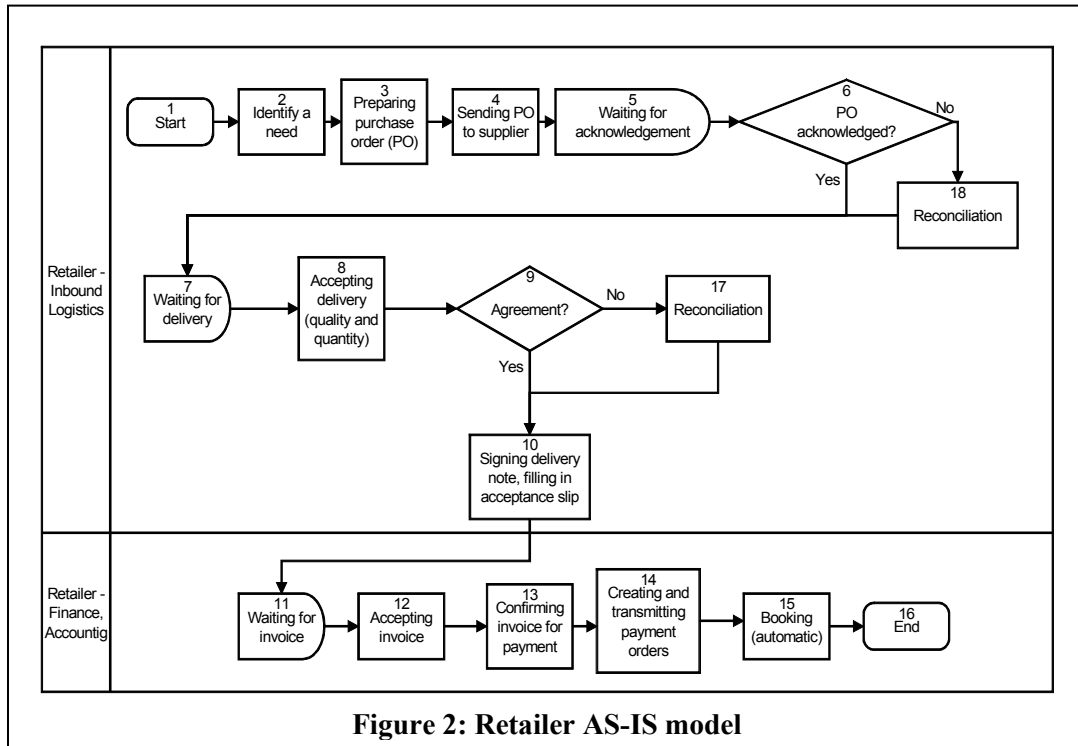 1
Start
2
Identify a
need
3
Preparing
purchase
order (PO)
4
Sending PO
to supplier
5
Waiting for
acknowledgement
6
PO
acknowledged?
No
Yes
18
Reconciliation
Retailer -
Inbound
Logistics
7
Waiting for
delivery
8
Accepting
delivery
(quality and
quantity)
9
Agreement?
No
Yes
17
Reconciliation
10
Signing delivery
note, filling in
acceptance slip
Retailer -
Finance,
Accountig
11
Waiting for
invoice
12
Accepting
invoice
13
Confirming
invoice for
payment
14
Creating and
transmitting
payment
orders
15
Booking
(automatic)
16
End
Figure 2: Retailer AS-IS model